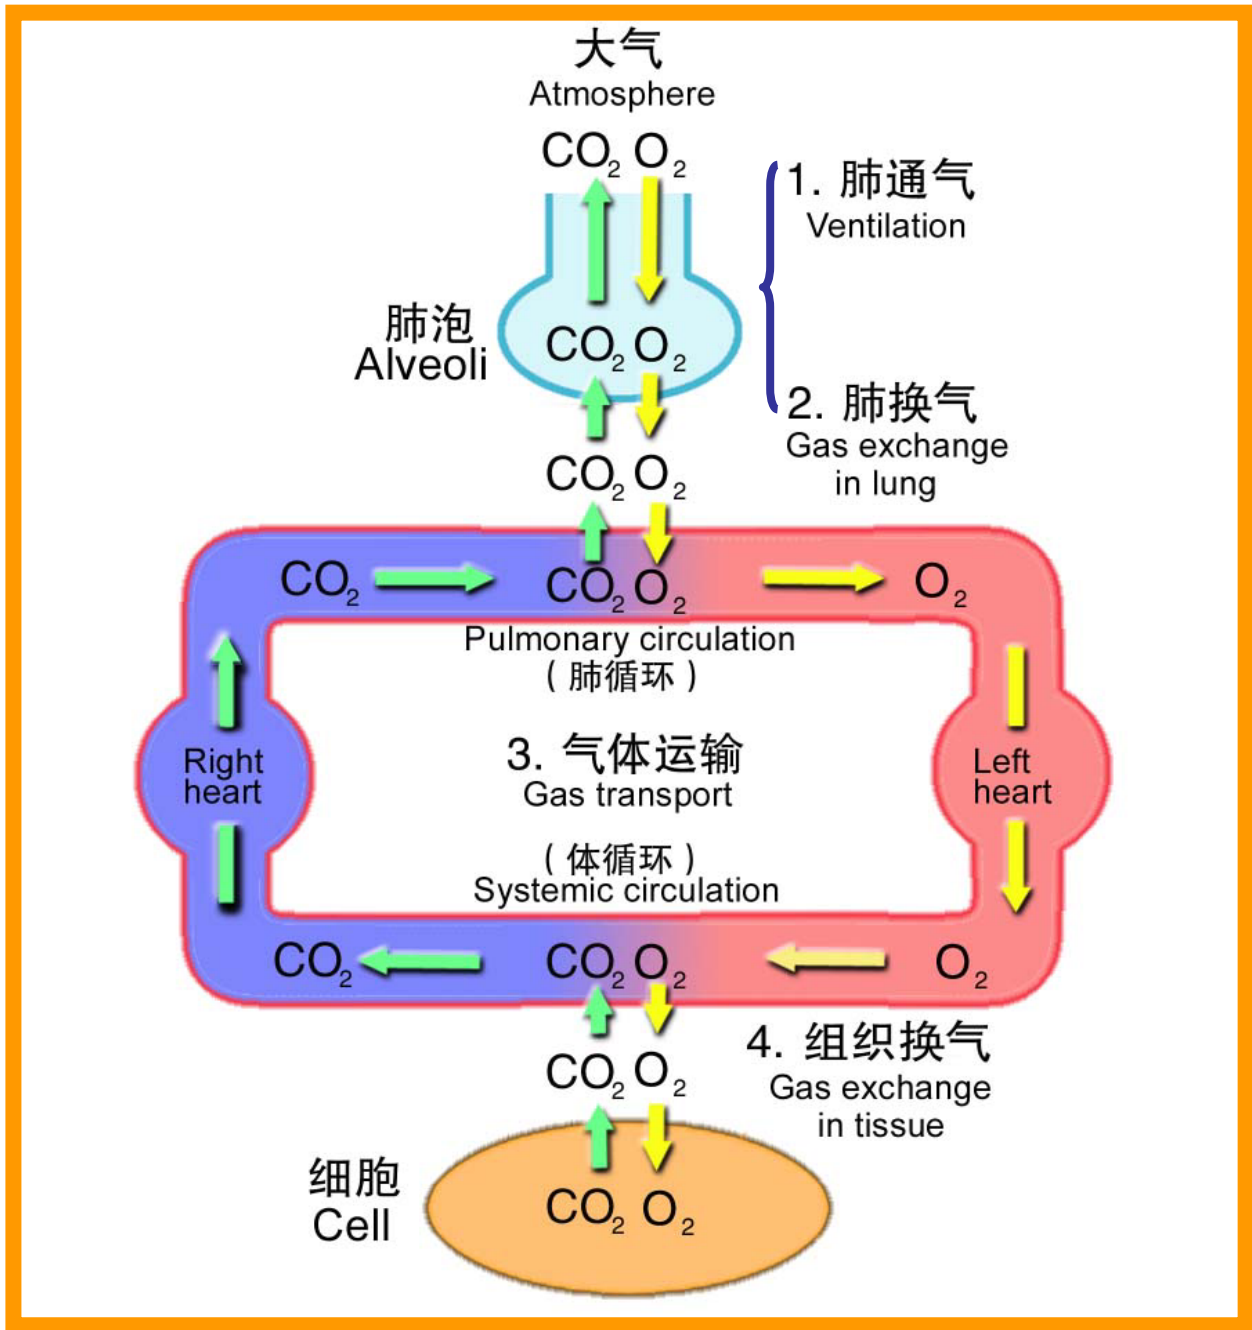 大气
Atmosphere
CO₂ O₂
1. 肺通气
Ventilation
肺泡
Alveoli
CO₂ O₂
2. 肺换气
Gas exchange
in lung
CO₂ O₂
CO₂
CO₂ O₂
O₂
Pulmonary circulation
（肺循环）
Right
heart
3. 气体运输
Gas transport
Left
heart
（体循环）
Systemic circulation
CO₂
CO₂ O₂
O₂
4. 组织换气
Gas exchange
in tissue
CO₂ O₂
细胞
Cell
CO₂ O₂